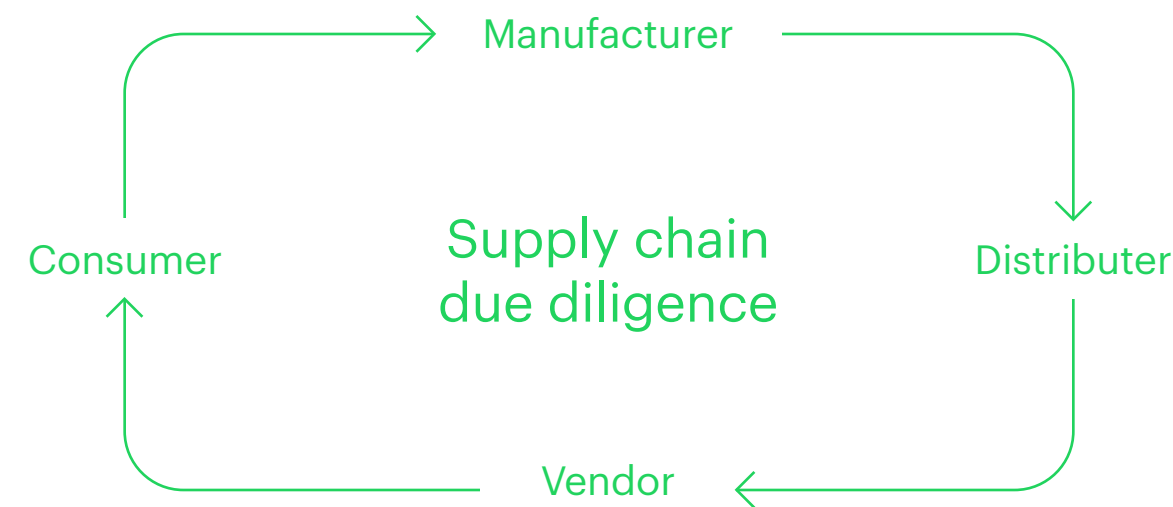 Manufacturer
Supply chain
due diligence
Consumer
Distributer
Vendor